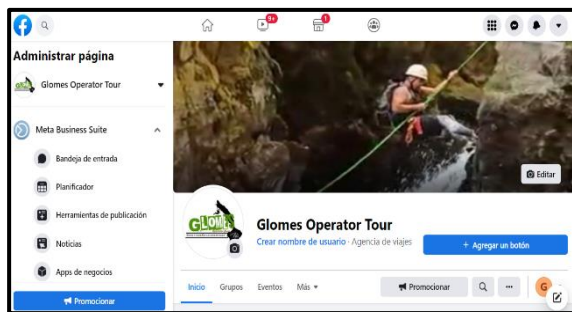 9+
1
Administrar página
Glomes Operator Tour
Meta Business Suite
Bandeja de entrada
Planificador
Herramientas de publicación
Noticias
Apps de negocios
Promocionar
Editar
GLOMES
Glomes Operator Tour
Crear nombre de usuario · Agencia de viajes
+ Agregar un botón
Inicio Grupos Eventos Más
Promocionar
G